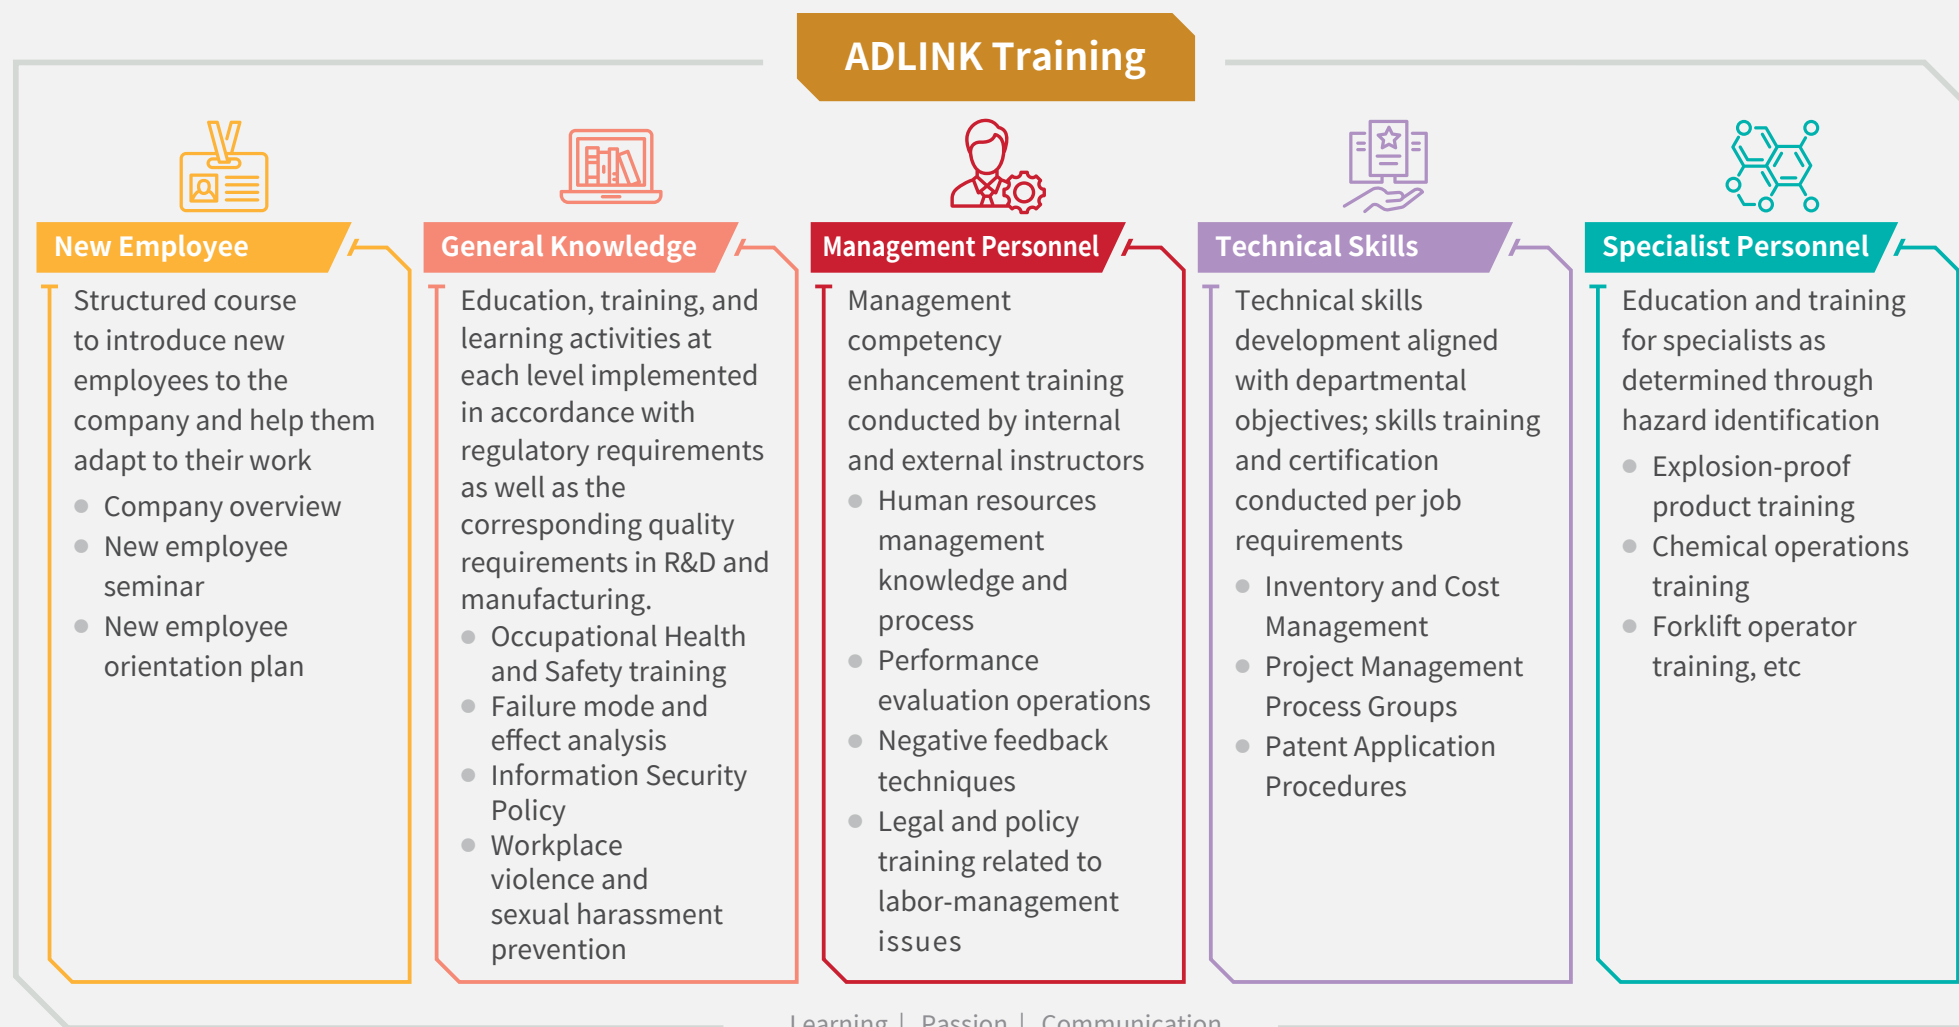 ADLINK Training
New Employee
Structured course
to introduce new
employees to the
company and help them
adapt to their work
Company overview
New employee
seminar
New employee
orientation plan
General Knowledge
Education, training, and
learning activities at
each level implemented
in accordance with
regulatory requirements
as well as the
corresponding quality
requirements in R&D and
manufacturing.
Occupational Health
and Safety training
Failure mode and
effect analysis
Information Security
Policy
Workplace
violence and
sexual harassment
prevention
Management Personnel
Management
competency
enhancement training
conducted by internal
and external instructors
Human resources
management
knowledge and
process
Performance
evaluation operations
Negative feedback
techniques
Legal and policy
training related to
labor-management
issues
Technical Skills
Technical skills
development aligned
with departmental
objectives; skills training
and certification
conducted per job
requirements
Inventory and Cost
Management
Project Management
Process Groups
Patent Application
Procedures
Specialist Personnel
Education and training
for specialists as
determined through
hazard identification
Explosion-proof
product training
Chemical operations
training
Forklift operator
training, etc
Learning | Passion | Communication